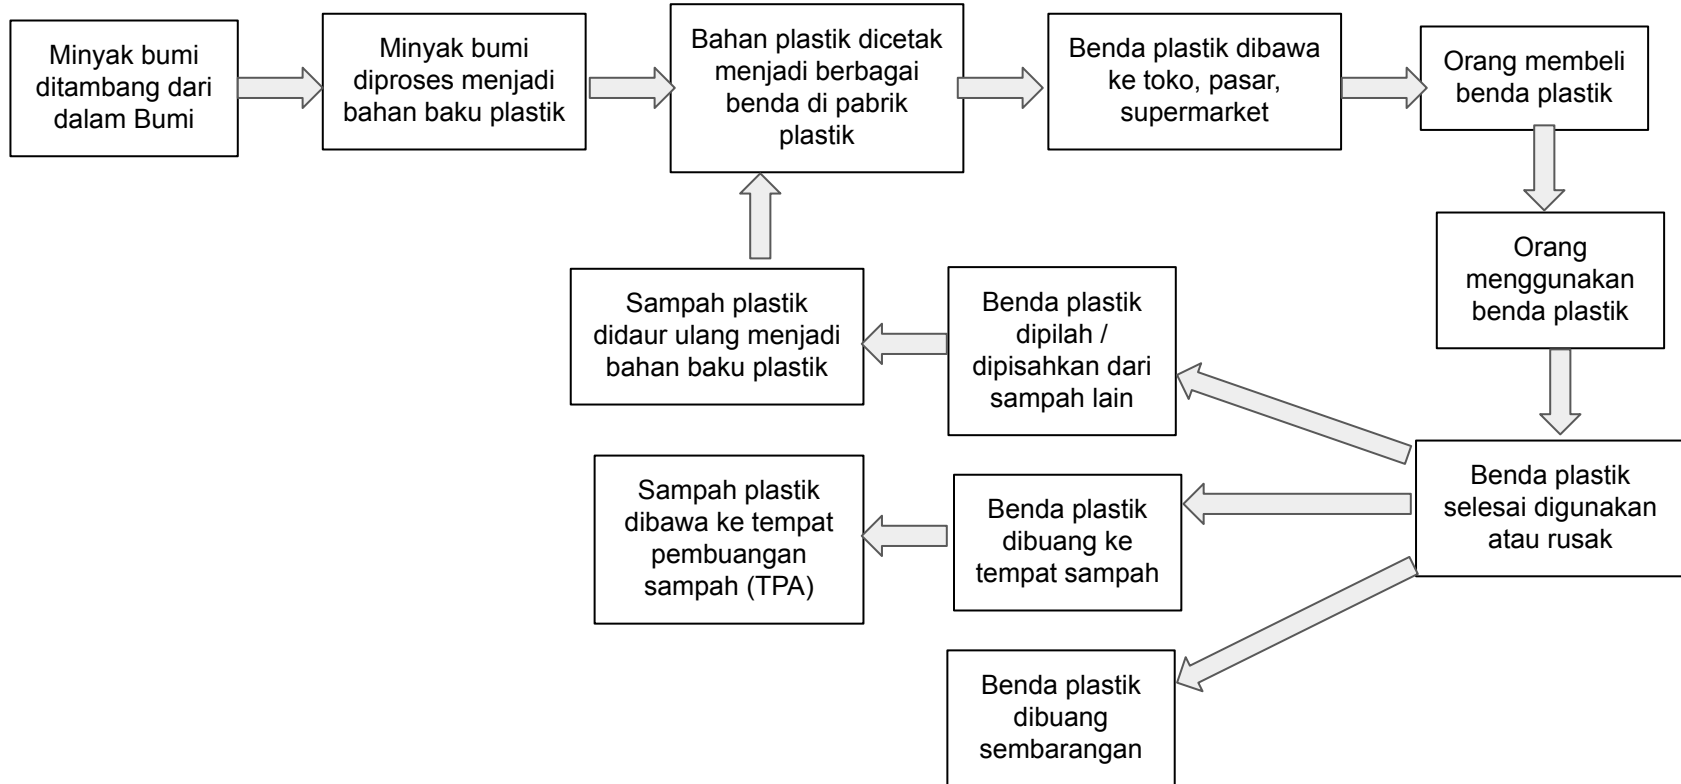 Minyak bumi
ditambang dari
dalam Bumi
Minyak bumi
diproses menjadi
bahan baku plastik
Bahan plastik dicetak
menjadi berbagai
benda di pabrik
plastik
Benda plastik dibawa
ke toko, pasar,
supermarket
Orang membeli
benda plastik
Orang
menggunakan
benda plastik
Benda plastik
selesai digunakan
atau rusak
Benda plastik
dipilah /
dipisahkan dari
sampah lain
Sampah plastik
didaur ulang menjadi
bahan baku plastik
Benda plastik
dibuang ke
tempat sampah
Sampah plastik
dibawa ke tempat
pembuangan
sampah (TPA)
Benda plastik
dibuang
sembarangan